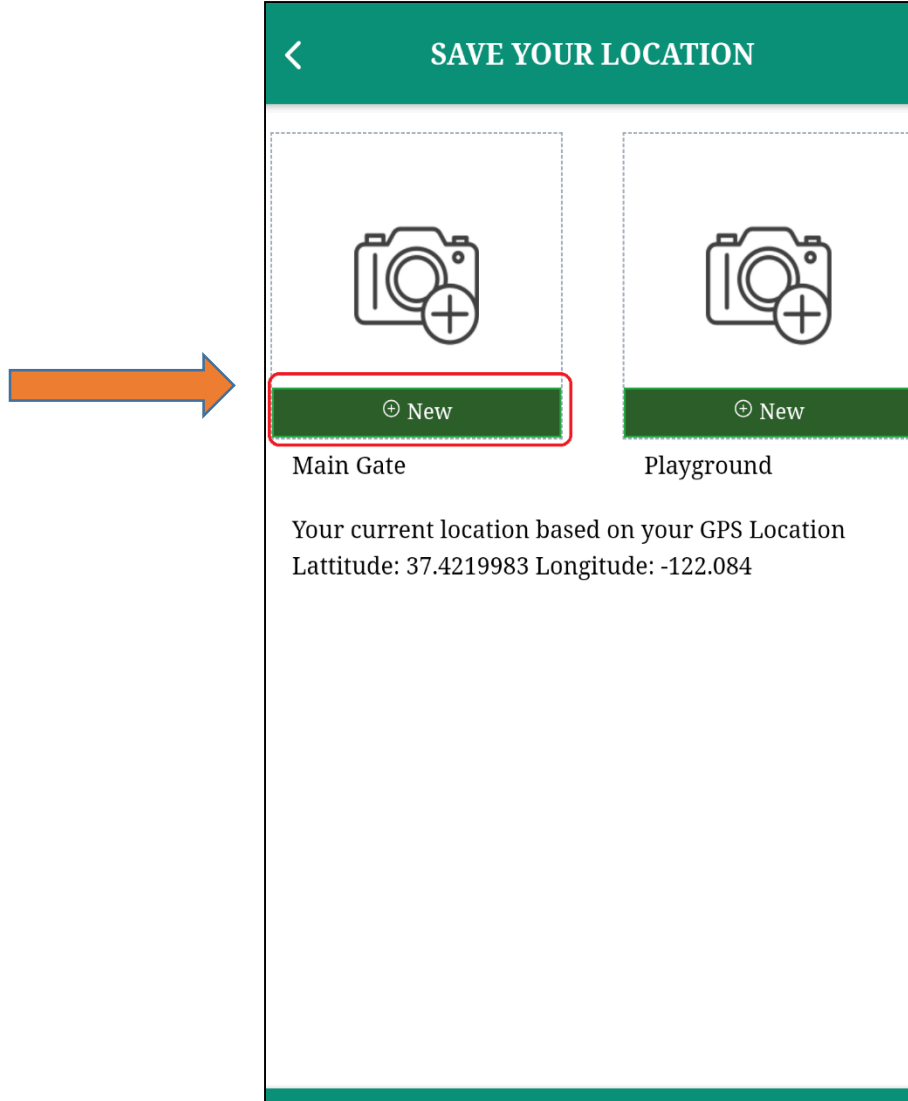 SAVE YOUR LOCATION
New
New
Main Gate
Playground
Your current location based on your GPS Location
Lattitude: 37.4219983 Longitude: -122.084